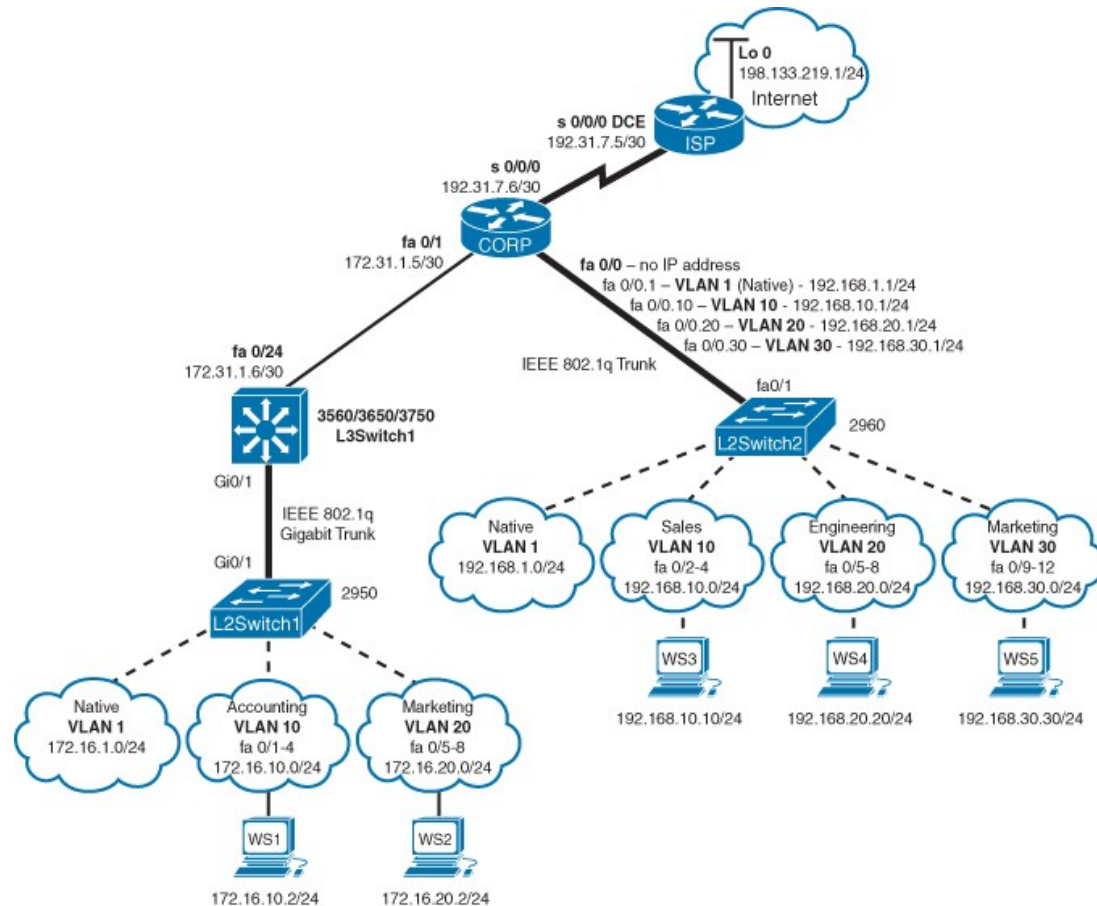 Lo 0
198.133.219.1/24
Internet
s 0/0/0 DCE
192.31.7.5/30
ISP
s 0/0/0
192.31.7.6/30
CORP
fa 0/1
172.31.1.5/30
fa 0/0 – no IP address
fa 0/0.1 – VLAN 1 (Native) - 192.168.1.1/24
fa 0/0.10 – VLAN 10 - 192.168.10.1/24
fa 0/0.20 – VLAN 20 - 192.168.20.1/24
fa 0/0.30 – VLAN 30 - 192.168.30.1/24
IEEE 802.1q Trunk
fa 0/24
172.31.1.6/30
3560/3650/3750
L3Switch1
Gi0/1
IEEE 802.1q
Gigabit Trunk
Gi0/1
2950
L2Switch1
fa0/1
2960
L2Switch2
Native
VLAN 1
192.168.1.0/24
Sales
VLAN 10
fa 0/2-4
192.168.10.0/24
Engineering
VLAN 20
fa 0/5-8
192.168.20.0/24
Marketing
VLAN 30
fa 0/9-12
192.168.30.0/24
WS3
192.168.10.10/24
WS4
192.168.20.20/24
WS5
192.168.30.30/24
Native
VLAN 1
172.16.1.0/24
Accounting
VLAN 10
fa 0/1-4
172.16.10.0/24
Marketing
VLAN 20
fa 0/5-8
172.16.20.0/24
WS1
172.16.10.2/24
WS2
172.16.20.2/24